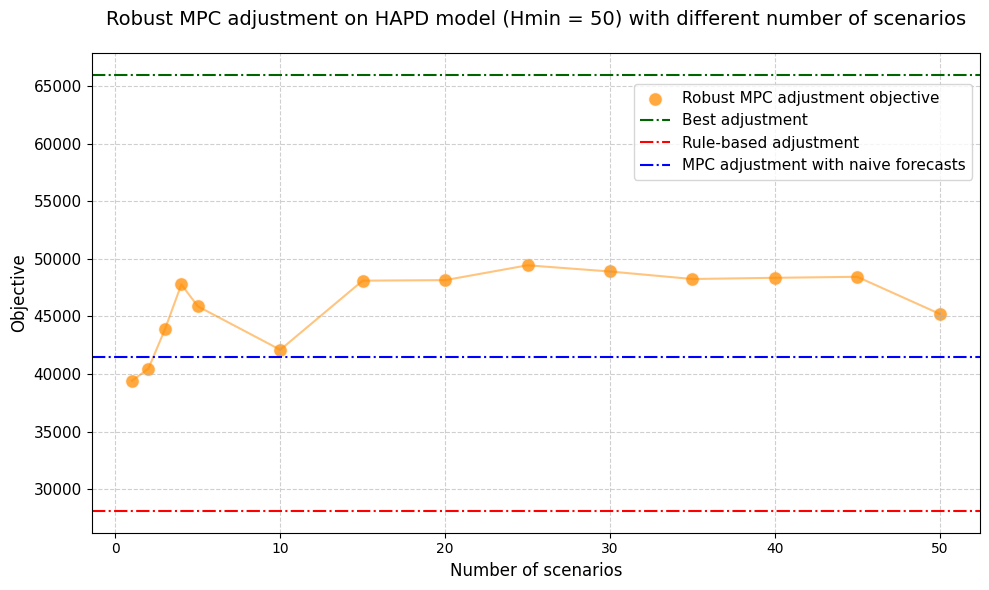 Robust MPC adjustment on HAPD model (Hmin = 50) with different number of scenarios
65000
60000
55000
50000
45000
40000
35000
30000
Objective
Robust MPC adjustment objective
Best adjustment
Rule-based adjustment
MPC adjustment with naive forecasts
0 10 20 30 40 50
Number of scenarios